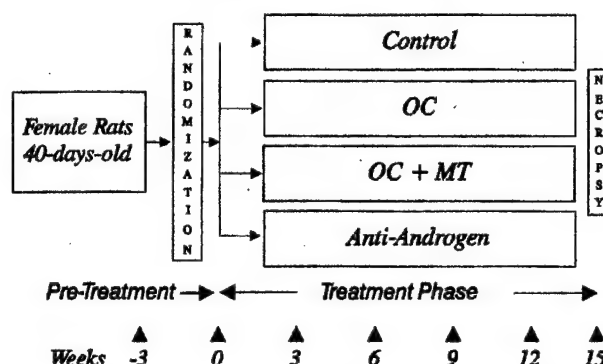 Female Rats
40-days-old
RANDOMIZATION
Control
OC
OC + MT
Anti-Androgen
NECROPSY
Pre-Treatment
Treatment Phase
Weeks -3 0 3 6 9 12 15